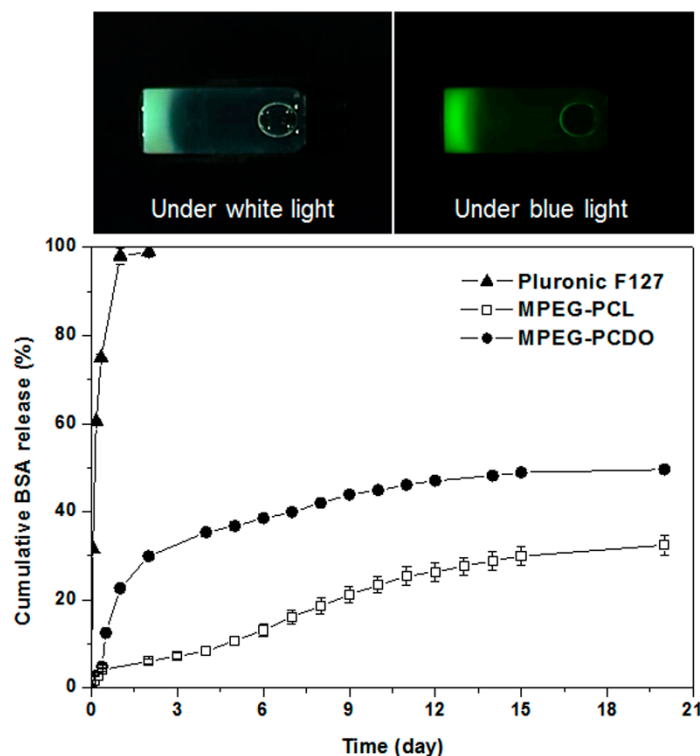 Under white light
Under blue light
100
80
60
40
20
0
Cumulative BSA release (%)
Pluronic F127
MPEG-PCL
MPEG-PCDO
0
3
6
9
12
15
18
21
Time (day)